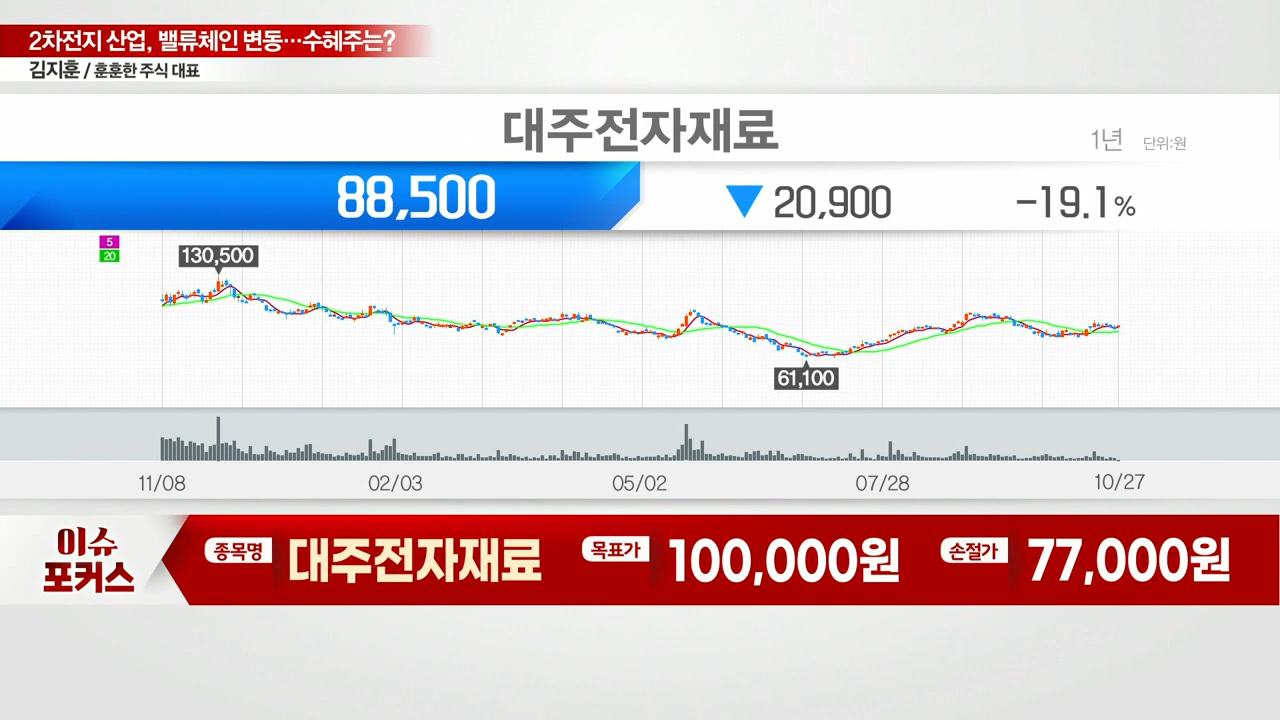 2차전지 산업, 밸류체인 변동…수혜주는?
김지훈 / 훈훈한 주식 대표
대주전자재료
1년 단위:원
88,500 ▼ 20,900 -19.1%
5
20
130,500
61,100
11/08 02/03 05/02 07/28 10/27
이슈
포커스
종목명 대주전자재료 목표가 100,000원 손절가 77,000원